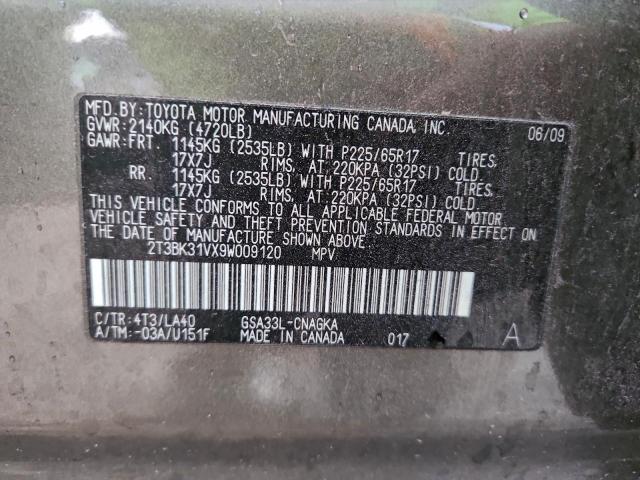 MFD.BY:TOYOTA MOTOR MANUFACTURING CANADA, INC. 06/09
GVWR:2140KG (4720LB)
GAWR:FRT 1145KG (2535LB) WITH P225/65R17 TIRES,
17X7J RIMS, AT 220KPA (32PSI) COLD.
RR 1145KG (2535LB) WITH P225/65R17 TIRES,
17X7J RIMS, AT 220KPA (32PSI) COLD.
THIS VEHICLE CONFORMS TO ALL APPLICABLE FEDERAL MOTOR
VEHICLE SAFETY AND THEFT PREVENTION STANDARDS IN EFFECT ON
THE DATE OF MANUFACTURE SHOWN ABOVE.
2T3BK31VX9W009120 MPV
C/TR:4T3/LA40 GSA33L-CNAGKA
A/TM:-03A/U151F MADE IN CANADA 017 A